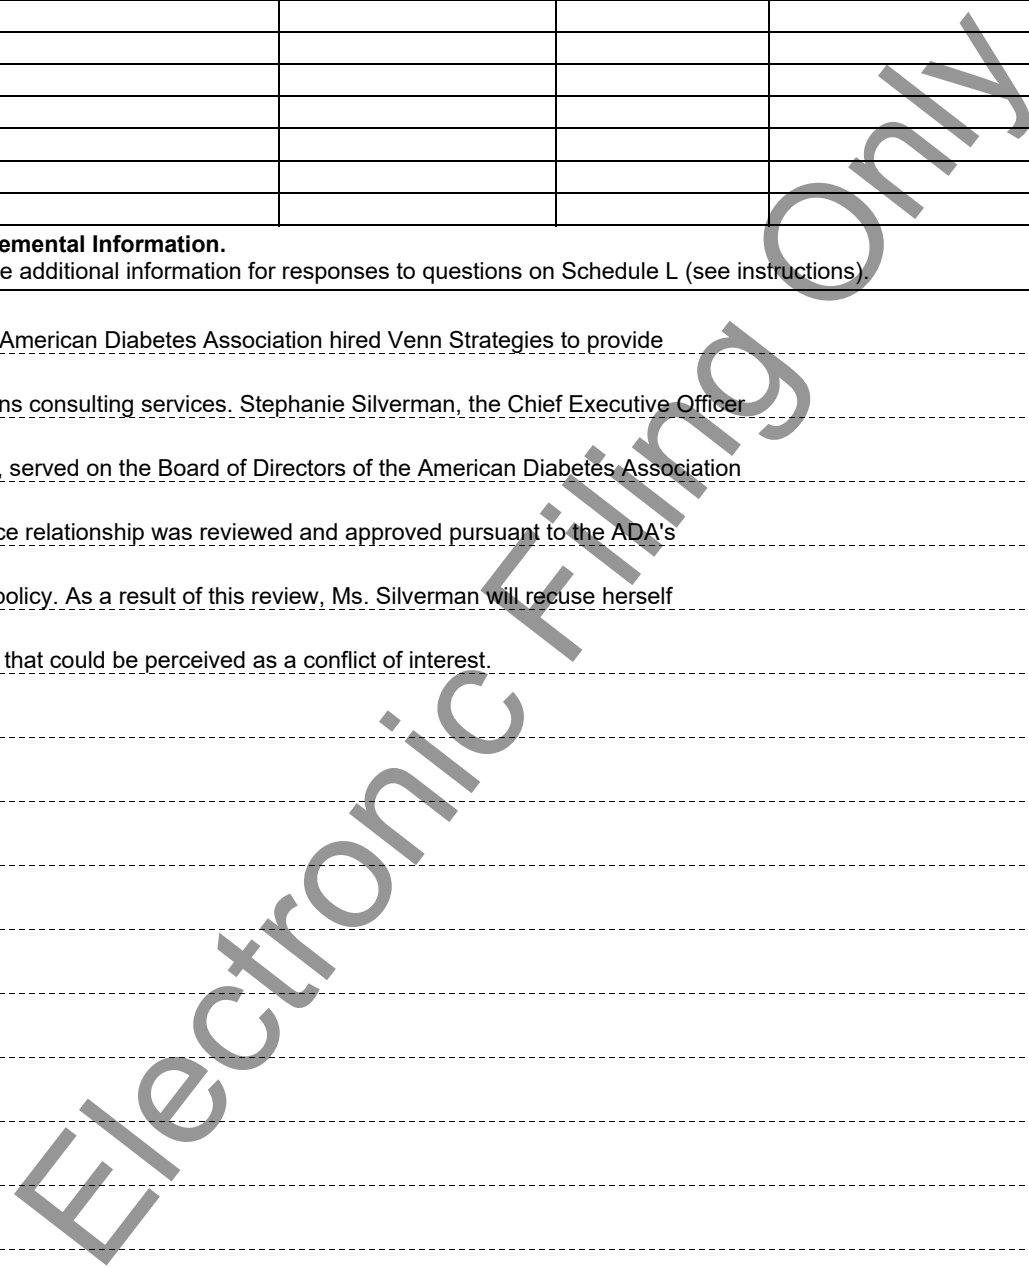 emental Information.
e additional information for responses to questions on Schedule L (see instructions).
American Diabetes Association hired Venn Strategies to provide
ns consulting services. Stephanie Silverman, the Chief Executive Officer
, served on the Board of Directors of the American Diabetes Association
ce relationship was reviewed and approved pursuant to the ADA's
policy. As a result of this review, Ms. Silverman will recuse herself
that could be perceived as a conflict of interest.
Electronic Filing Only